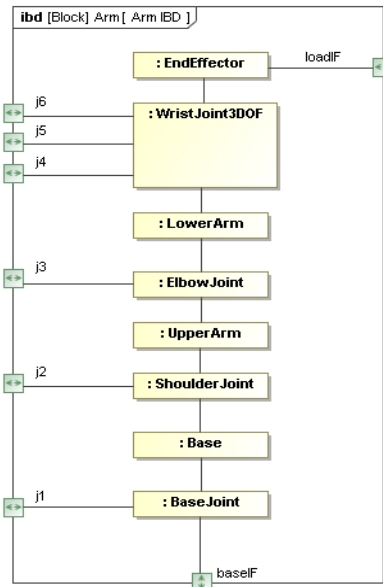 ibd [Block] Arm[ Arm IBD ]
loadIF
: EndEffector
j6
: WristJoint3DOF
j5
j4
: LowerArm
j3
: ElbowJoint
: UpperArm
j2
: ShoulderJoint
: Base
j1
: BaseJoint
baseIF